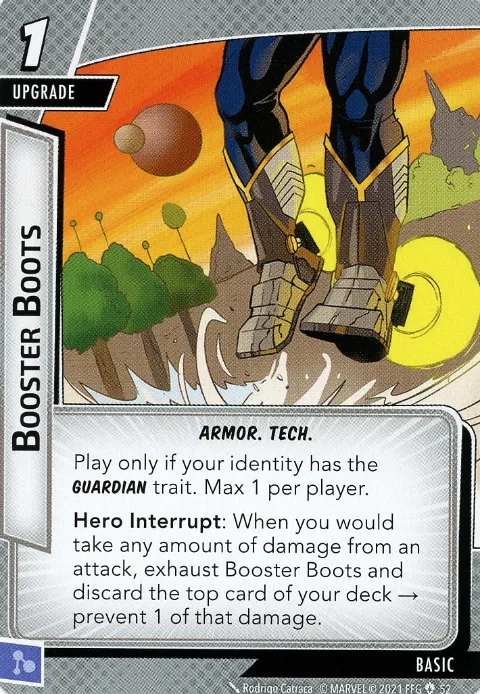 1
UPGRADE
BOOSTER BOOTS
ARMOR. TECH.
Play only if your identity has the
GUARDIAN trait. Max 1 per player.
Hero Interrupt: When you would
take any amount of damage from an
attack, exhaust Booster Boots and
discard the top card of your deck →
prevent 1 of that damage.
BASIC
Rodrigo Catraca © MARVEL © 2021 FFG 52